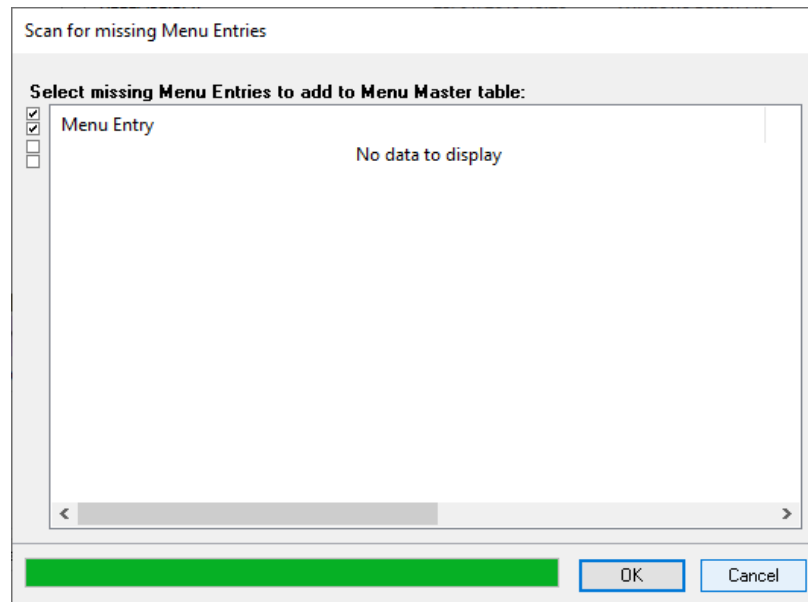 Scan for missing Menu Entries
Select missing Menu Entries to add to Menu Master table:
Menu Entry
No data to display
OK
Cancel